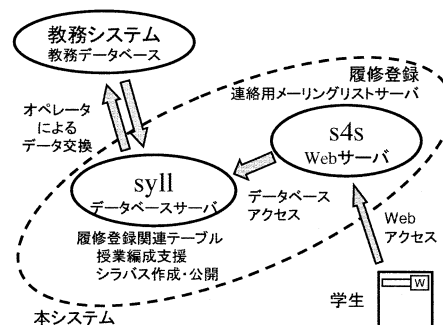 教務システム
教務データベース
履修登録
連絡用メーリングリストサーバ
オペレータ
による
データ交換
s4s
Webサーバ
syll
データベースサーバ
データベース
アクセス
履修登録関連テーブル
授業編成支援
シラバス作成・公開
Web
アクセス
W
学生
本システム